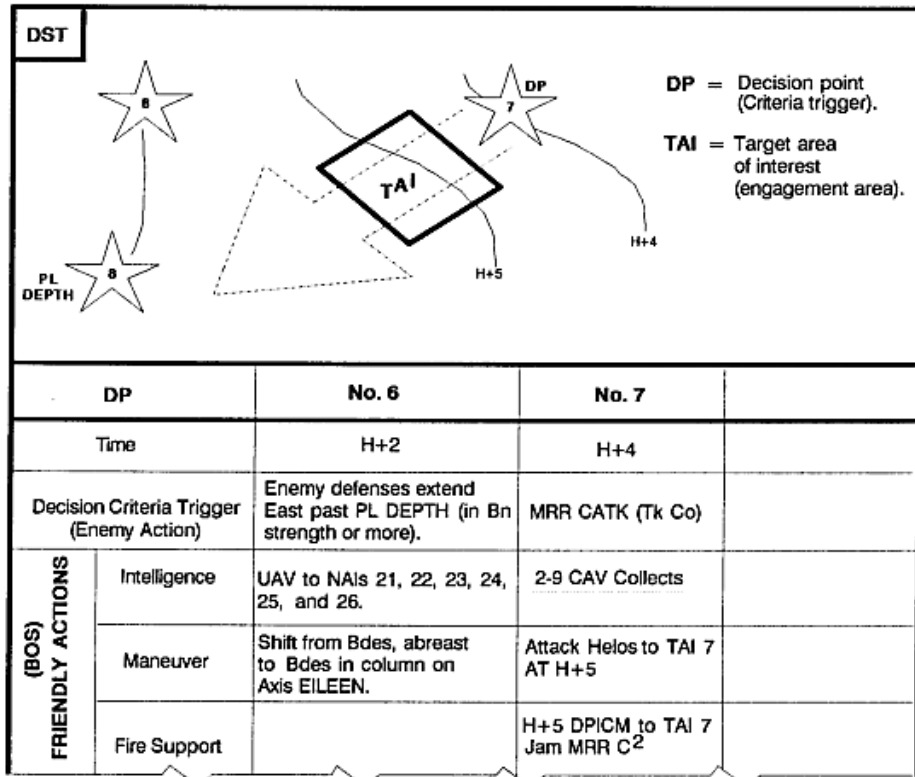 DST
6
DP
7
DP = Decision point
(Criteria trigger).
TAI = Target area
of interest
(engagement area).
TAI
H+4
H+5
8
PL
DEPTH
DP
No. 6
No. 7
Time
H+2
H+4
Decision Criteria Trigger
(Enemy Action)
Enemy defenses extend
East past PL DEPTH (in Bn
strength or more).
MRR CATK (Tk Co)
(BOS)
FRIENDLY ACTIONS
Intelligence
UAV to NAIs 21, 22, 23, 24,
25, and 26.
2-9 CAV Collects
Maneuver
Shift from Bdes, abreast
to Bdes in column on
Axis EILEEN.
Attack Helos to TAI 7
AT H+5
Fire Support
H+5 DPICM to TAI 7
Jam MRR C2